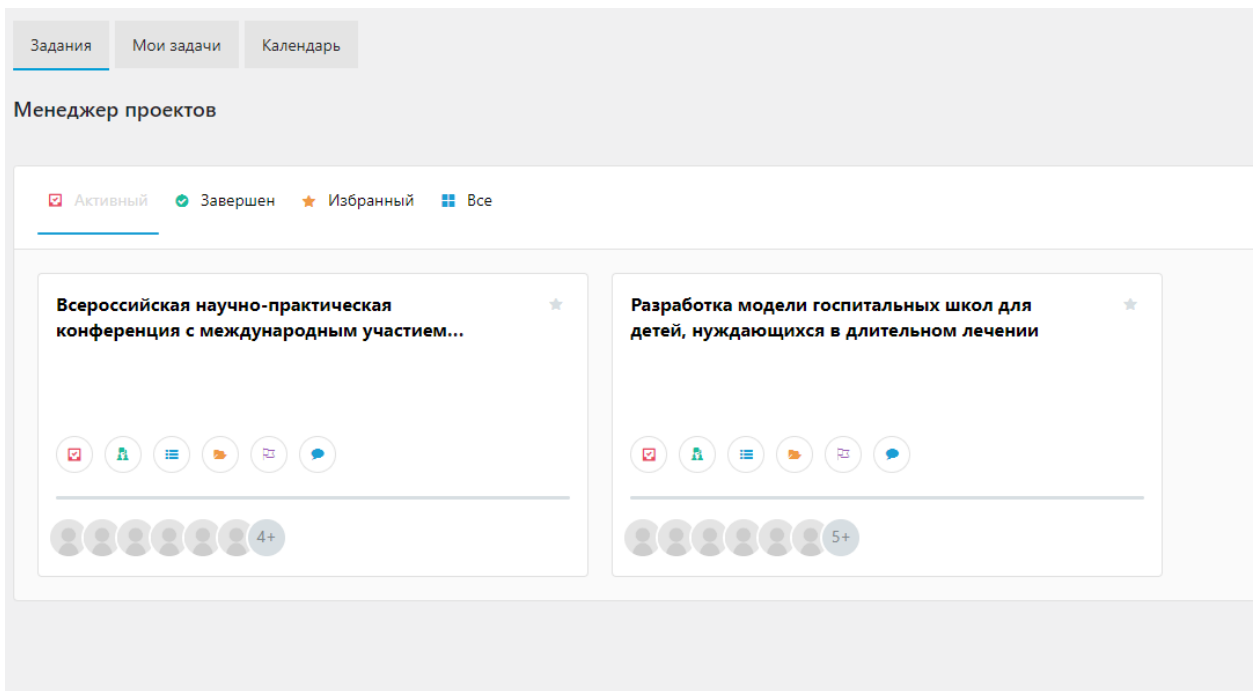 Задания Мои задачи Календарь
Менеджер проектов
Активный Завершен Избранный Все
Всероссийская научно-практическая
конференция с международным участием...
4+
Разработка модели госпитальных школ для
детей, нуждающихся в длительном лечении
5+